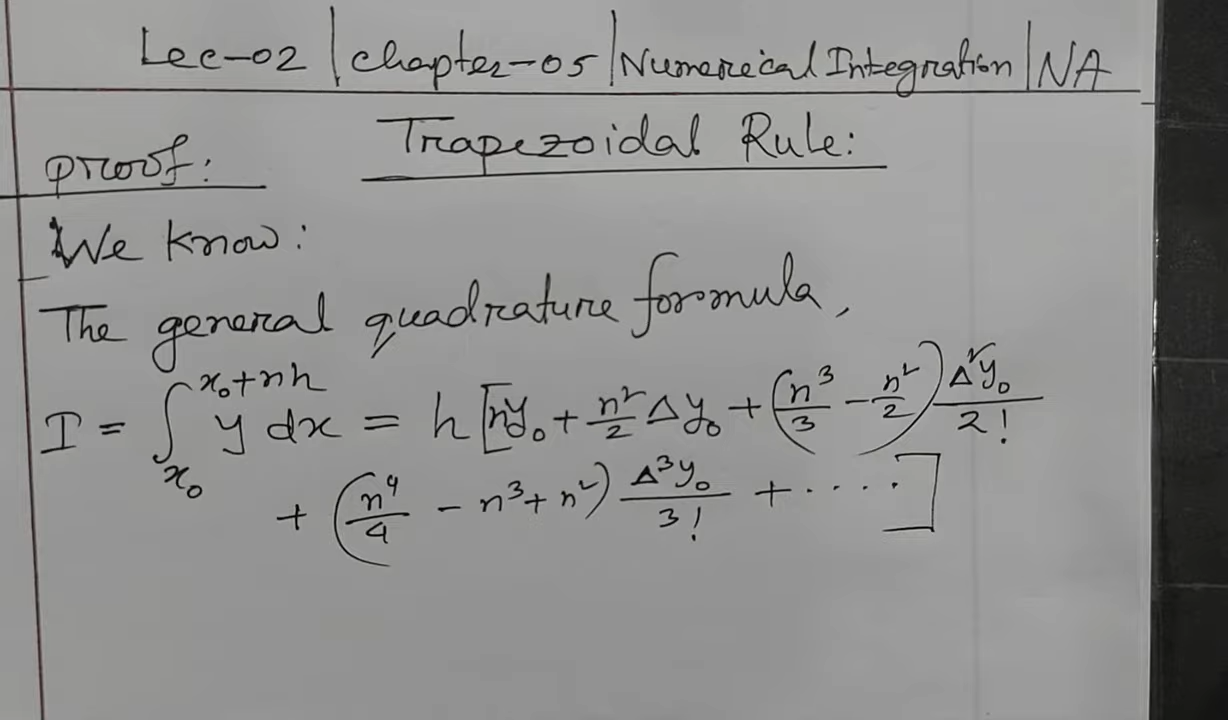 Lec-02 | chapter-05 | Numerical Integration | NA
Trapezoidal Rule:
proof:
We know:
The general quadrature formula,
I = ∫_{x₀}^{x₀+nh} y dx = h [ny₀ + n²/2 Δy₀ + (n³/3 - n²/2) Δ²y₀/2!
+ (n⁴/4 - n³ + n²) Δ³y₀/3! + .....]